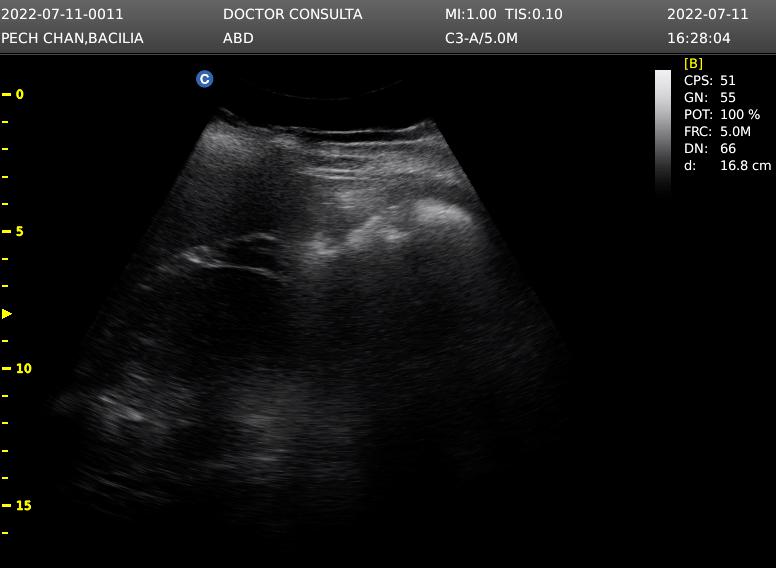 2022-07-11-0011 DOCTOR CONSULTA MI:1.00 TIS:0.10 2022-07-11
PECH CHAN,BACILIA ABD C3-A/5.0M 16:28:04
C
[B]
CPS: 51
GN: 55
POT: 100 %
FRC: 5.0M
DN: 66
d: 16.8 cm
0
5
10
15